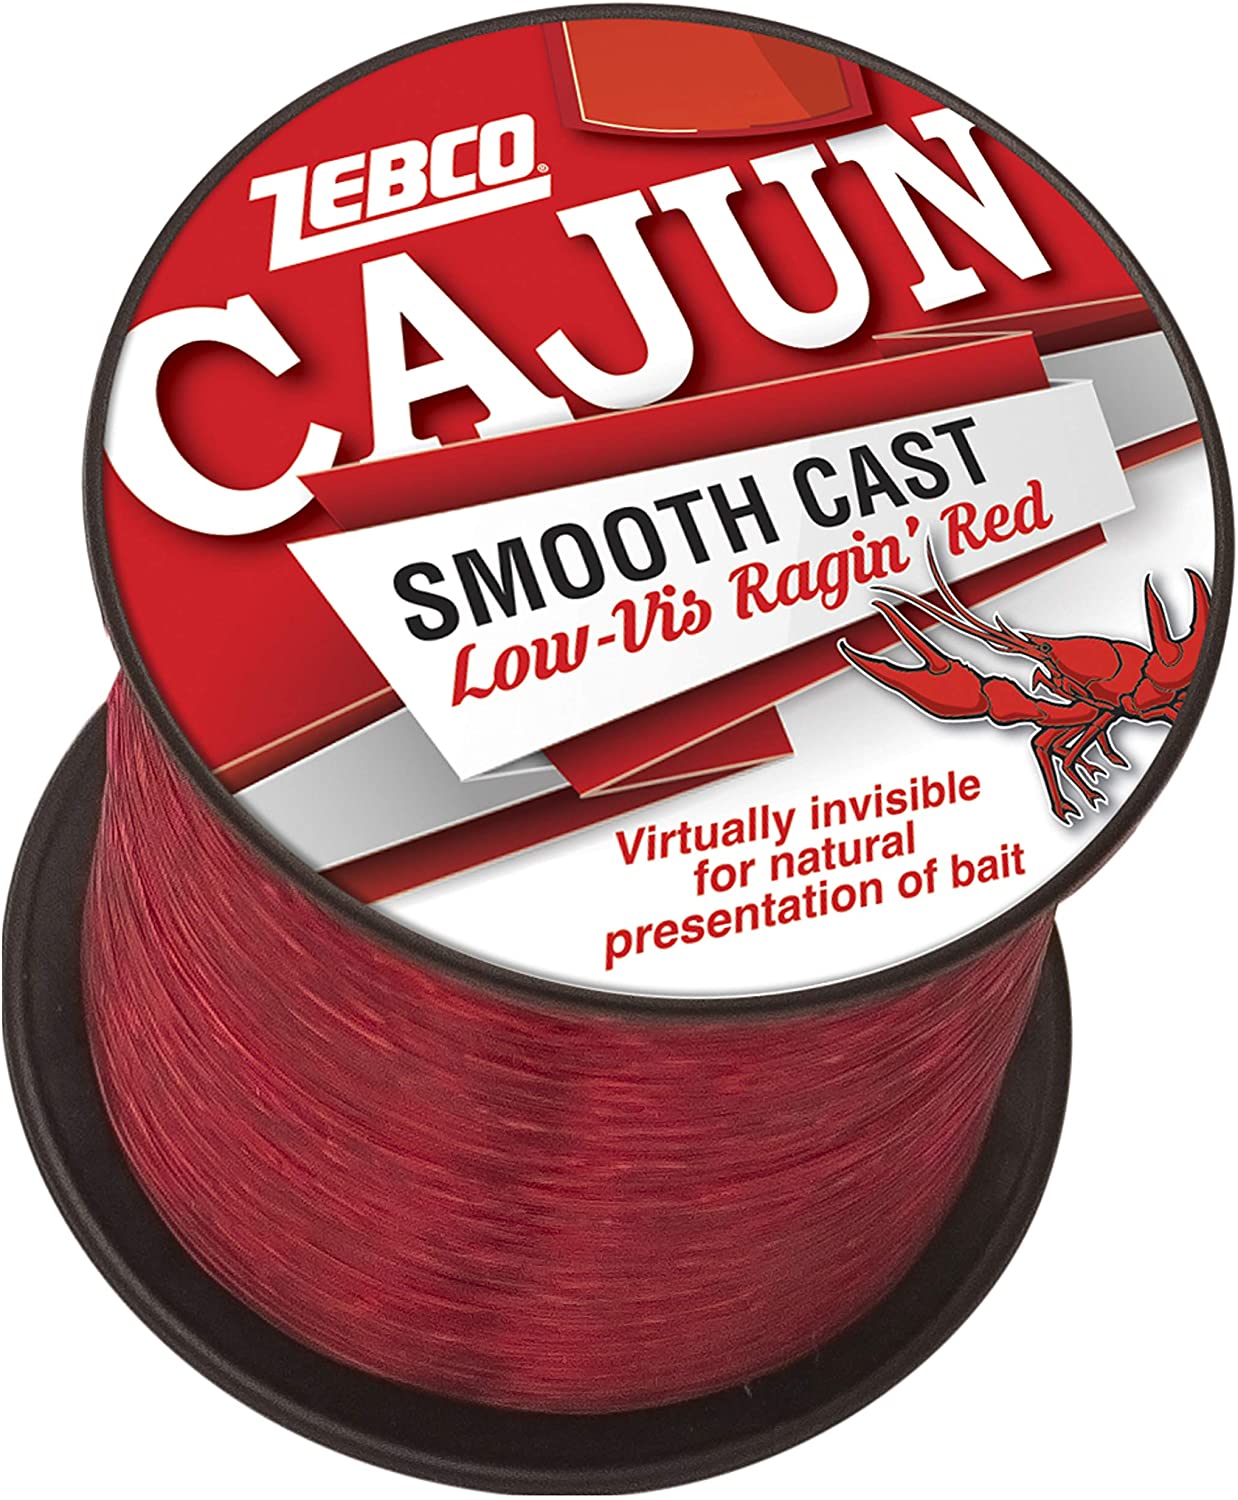 ZEBCO®
CAJUN
SMOOTH CAST
Low-Vis Ragin' Red
Virtually invisible
for natural
presentation of bait